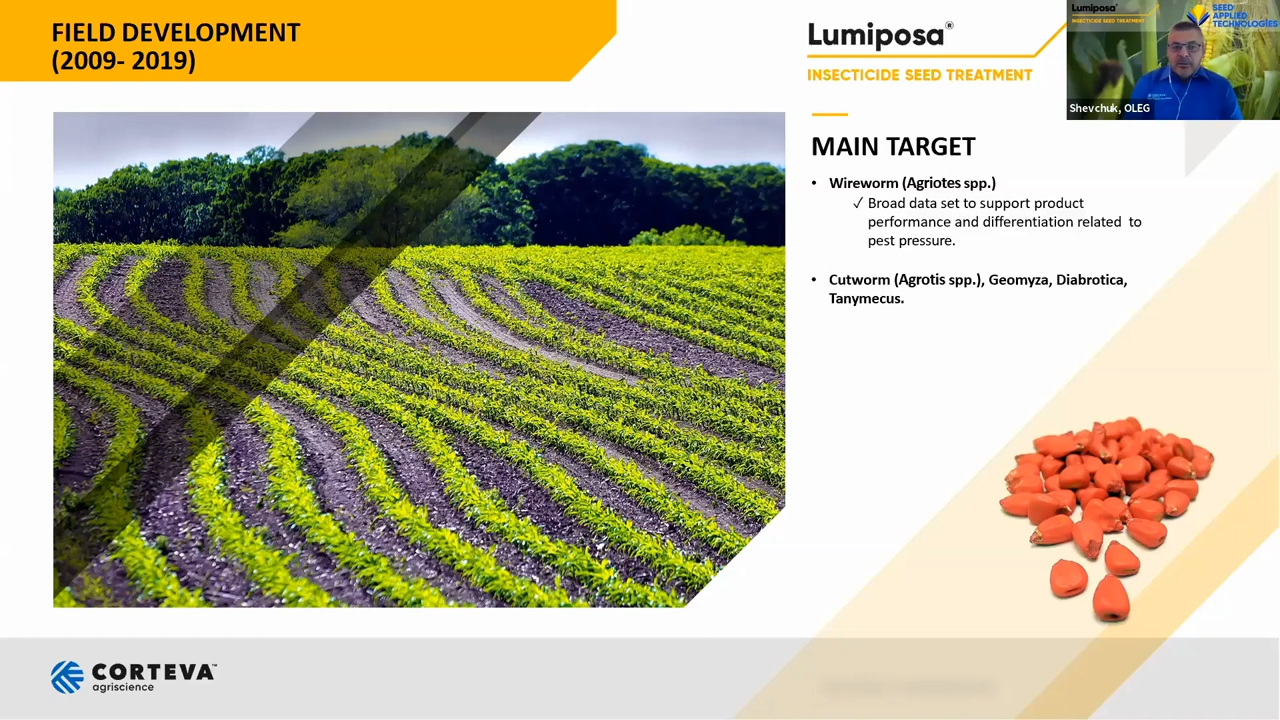 FIELD DEVELOPMENT
(2009- 2019)
Lumiposa®
INSECTICIDE SEED TREATMENT
Lumiposa®
INSECTICIDE SEED TREATMENT
SEED
APPLIED
TECHNOLOGIES
Shevchuk, OLEG
MAIN TARGET
• Wireworm (Agriotes spp.)
✓ Broad data set to support product
performance and differentiation related to
pest pressure.
• Cutworm (Agrotis spp.), Geomyza, Diabrotica,
Tanymecus.
CORTEVA™
agriscience